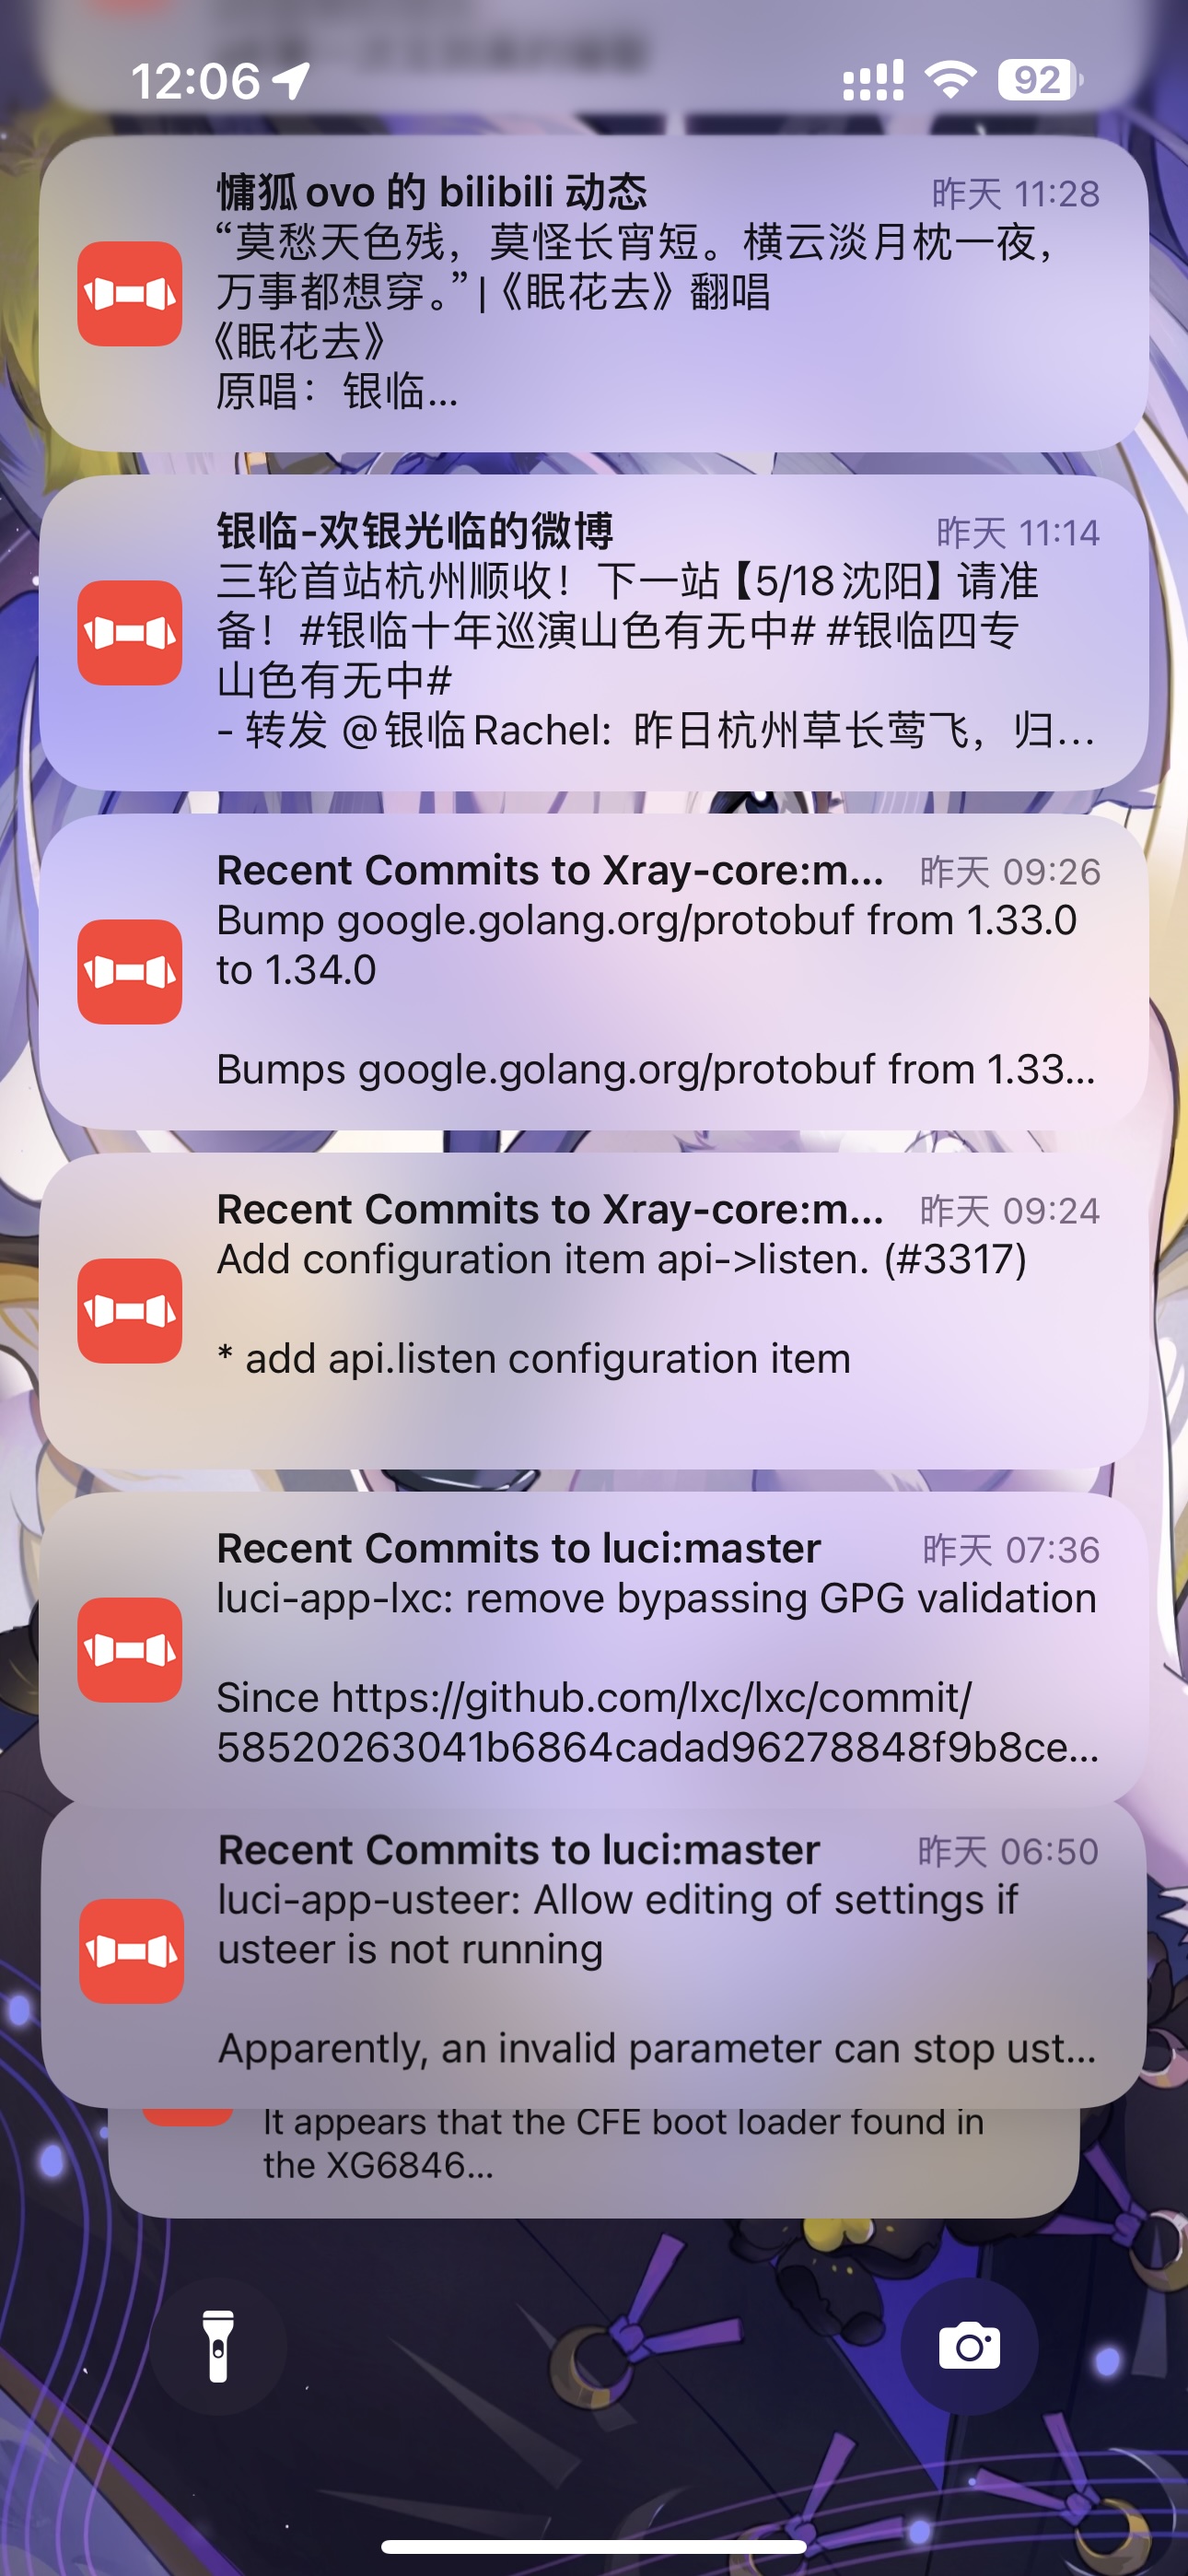 12:06
92
慵狐ovo 的 bilibili 动态
昨天 11:28
“莫愁天色残，莫怪长宵短。横云淡月枕一夜，
万事都想穿。” |《眠花去》翻唱
《眠花去》
原唱：银临...
银临-欢银光临的微博
昨天 11:14
三轮首站杭州顺收！下一站【5/18沈阳】请准
备！#银临十年巡演山色有无中# #银临四专
山色有无中#
- 转发 @银临Rachel: 昨日杭州草长莺飞，归...
Recent Commits to Xray-core:m...
昨天 09:26
Bump google.golang.org/protobuf from 1.33.0
to 1.34.0
Bumps google.golang.org/protobuf from 1.33...
Recent Commits to Xray-core:m...
昨天 09:24
Add configuration item api->listen. (#3317)
* add api.listen configuration item
Recent Commits to luci:master
昨天 07:36
luci-app-lxc: remove bypassing GPG validation
Since https://github.com/lxc/lxc/commit/
58520263041b6864cadad96278848f9b8ce...
Recent Commits to luci:master
昨天 06:50
luci-app-usteer: Allow editing of settings if
usteer is not running
Apparently, an invalid parameter can stop ust...
It appears that the CFE boot loader found in
the XG6846...